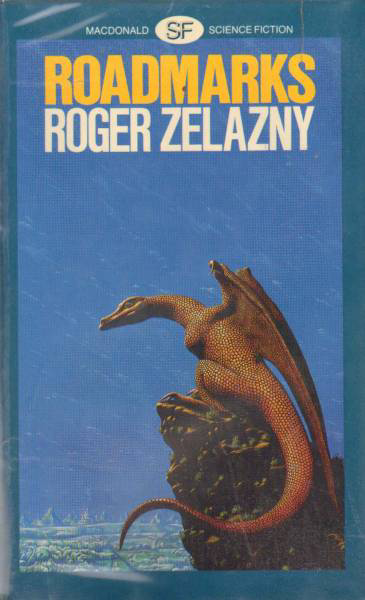 MACDONALD SF SCIENCE FICTION
ROADMARKS
ROGER ZELAZNY